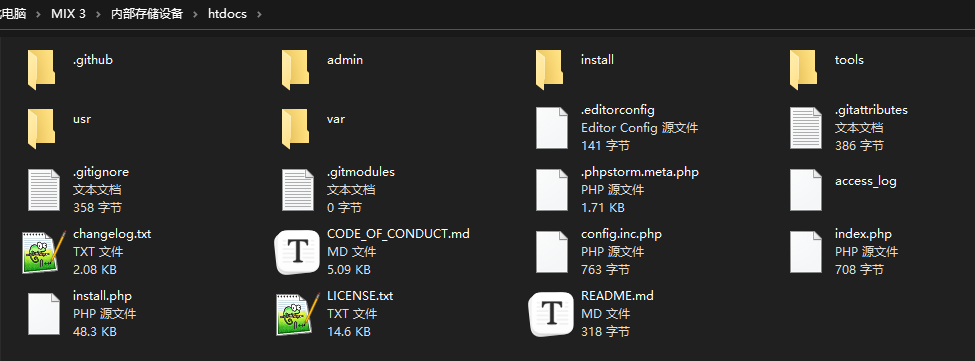 电脑 > MIX 3 > 内部存储设备 > htdocs >
.github
admin
install
tools
usr
var
.editorconfig
Editor Config 源文件
141 字节
.gitattributes
文本文档
386 字节
.gitignore
文本文档
358 字节
.gitmodules
文本文档
0 字节
.phpstorm.meta.php
PHP 源文件
1.71 KB
access_log
changelog.txt
TXT 文件
2.08 KB
CODE_OF_CONDUCT.md
MD 文件
5.09 KB
config.inc.php
PHP 源文件
763 字节
index.php
PHP 源文件
708 字节
install.php
PHP 源文件
48.3 KB
LICENSE.txt
TXT 文件
14.6 KB
README.md
MD 文件
318 字节